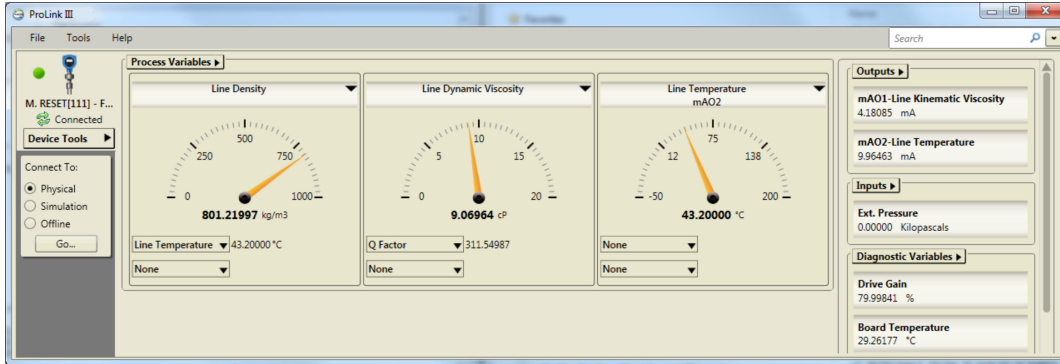 ProLink III
Favorites
Name
File Tools Help
Search
M. RESET[111] - F...
Connected
Device Tools
Connect To:
Physical
Simulation
Offline
Go...
Process Variables
Line Density
0
250
500
750
1000
801.21997 kg/m3
Line Temperature 43.20000 °C
None
Line Dynamic Viscosity
0
5
10
15
20
9.06964 cP
Q Factor 311.54987
None
Line Temperature
mAO2
-50
12
75
138
200
43.20000 °C
None
None
Outputs
mAO1-Line Kinematic Viscosity
4.18085 mA
mAO2-Line Temperature
9.96463 mA
Inputs
Ext. Pressure
0.00000 Kilopascals
Diagnostic Variables
Drive Gain
79.99841 %
Board Temperature
29.26177 °C